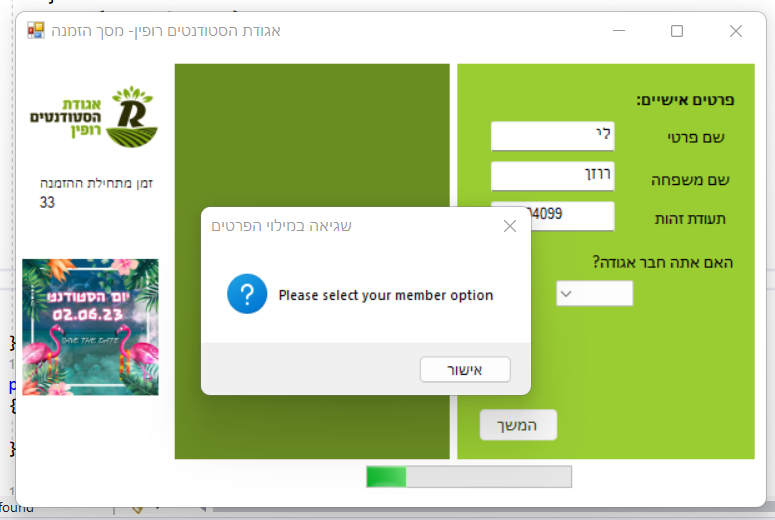 אגודת הסטודנטים רופין- מסך הזמנה
אגודת
הסטודנטים
רופין
זמן מתחילת ההזמנה
33
יום הסטודנט
02.06.23
SAVE THE DATE
פרטים אישיים:
שם פרטי
לי
שם משפחה
רוזן
תעודת זהות
04099
האם אתה חבר אגודה?
המשך
שגיאה במילוי הפרטים
Please select your member option
אישור
}
{
}
found